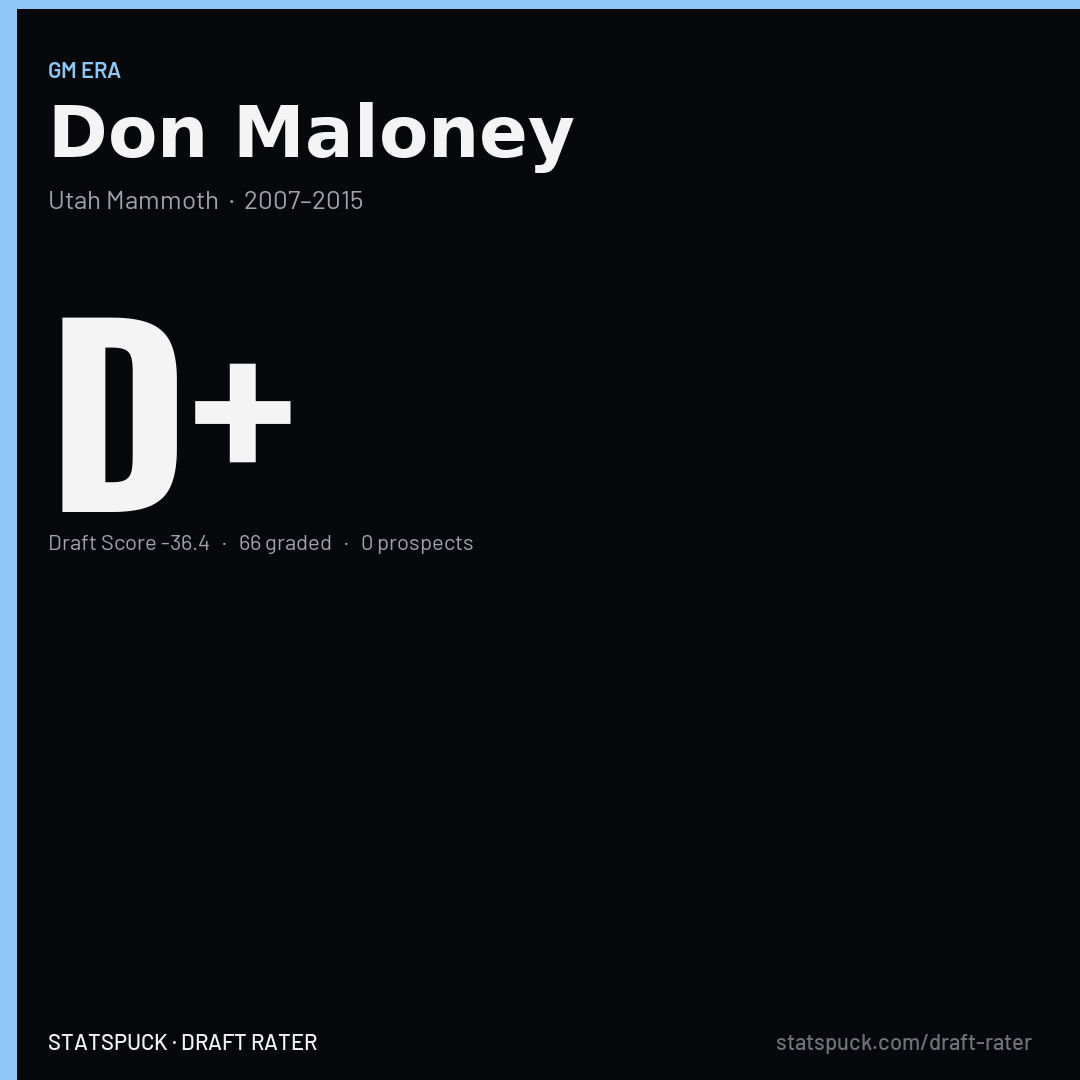 GM ERA
Don Maloney
Utah Mammoth · 2007–2015
D+
Draft Score -36.4 · 66 graded · 0 prospects
STATSPUCK · DRAFT RATER
statspuck.com/draft-rater